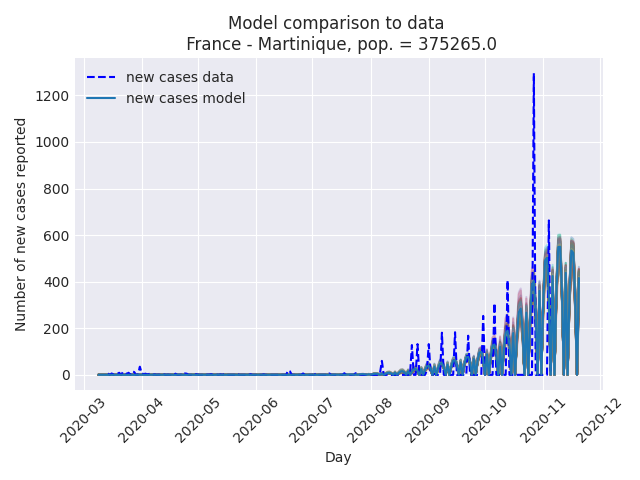 Model comparison to data
France - Martinique, pop. = 375265.0
new cases data
new cases model
Number of new cases reported
1200
1000
800
600
400
200
0
2020-03
2020-04
2020-05
2020-06
2020-07
2020-08
2020-09
2020-10
2020-11
2020-12
Day